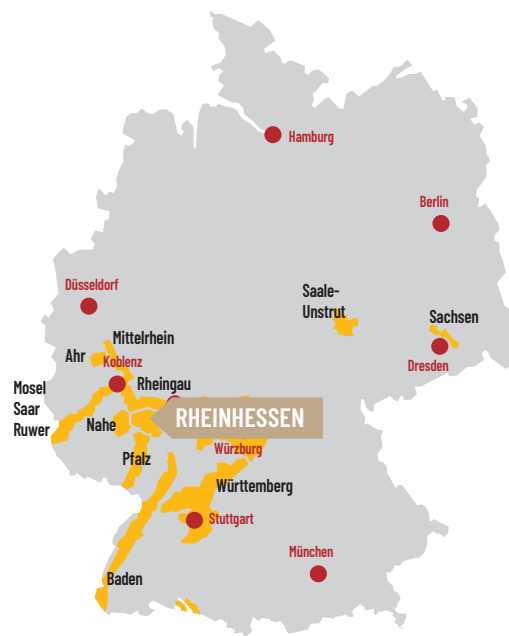 Hamburg
Berlin
Düsseldorf
Saale-
Unstrut
Sachsen
Mittelrhein
Ahr
Koblenz
Dresden
Rheingau
Mosel
Saar
Ruwer
RHEINHESSEN
Nahe
Würzburg
Pfalz
Württemberg
Stuttgart
München
Baden